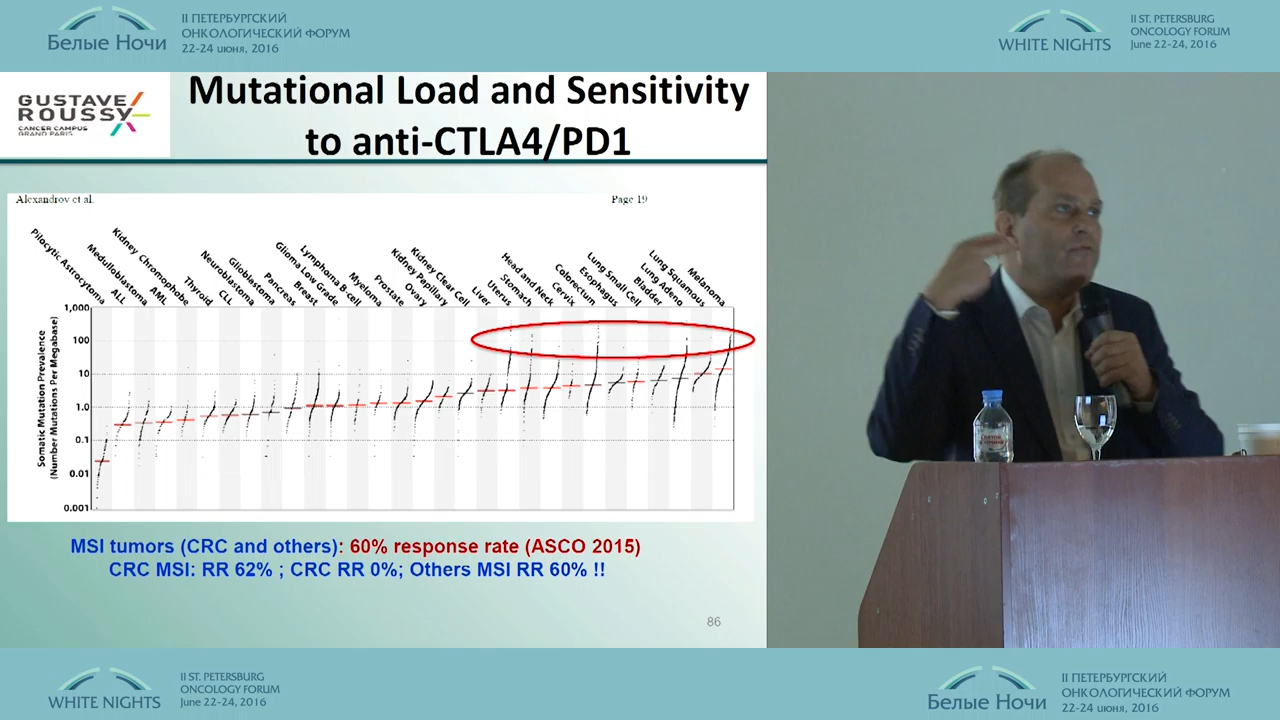 II ПЕТЕРБУРГСКИЙ
ОНКОЛОГИЧЕСКИЙ ФОРУМ
Белые Ночи
22-24 июня, 2016
II ST. PETERSBURG
ONCOLOGY FORUM
WHITE NIGHTS
June 22-24, 2016
GUSTAVE
ROUSSY
CANCER CAMPUS
GRAND PARIS
Mutational Load and Sensitivity
to anti-CTLA4/PD1
Alexandrov et al.
Page 19
Pilocytic Astrocytoma
ALL
Medulloblastoma
AML
Kidney Chromophobe
Thyroid
CLL
Neuroblastoma
Glioblastoma
Pancreas
Breast
Glioma Low Grade
Lymphoma B-cell
Myeloma
Prostate
Ovary
Kidney Papillary
Kidney Clear Cell
Liver
Uterus
Stomach
Head and Neck
Cervix
Colorectum
Esophagus
Lung Small Cell
Bladder
Lung Adeno
Lung Squamous
Melanoma
Somatic Mutation Prevalence
(Number Mutations Per Megabase)
1,000
100
10
1.0
0.1
0.01
0.001
MSI tumors (CRC and others): 60% response rate (ASCO 2015)
CRC MSI: RR 62% ; CRC RR 0%; Others MSI RR 60% !!
86
II ST. PETERSBURG
ONCOLOGY FORUM
WHITE NIGHTS
June 22-24, 2016
II ПЕТЕРБУРГСКИЙ
ОНКОЛОГИЧЕСКИЙ ФОРУМ
Белые Ночи
22-24 июня, 2016